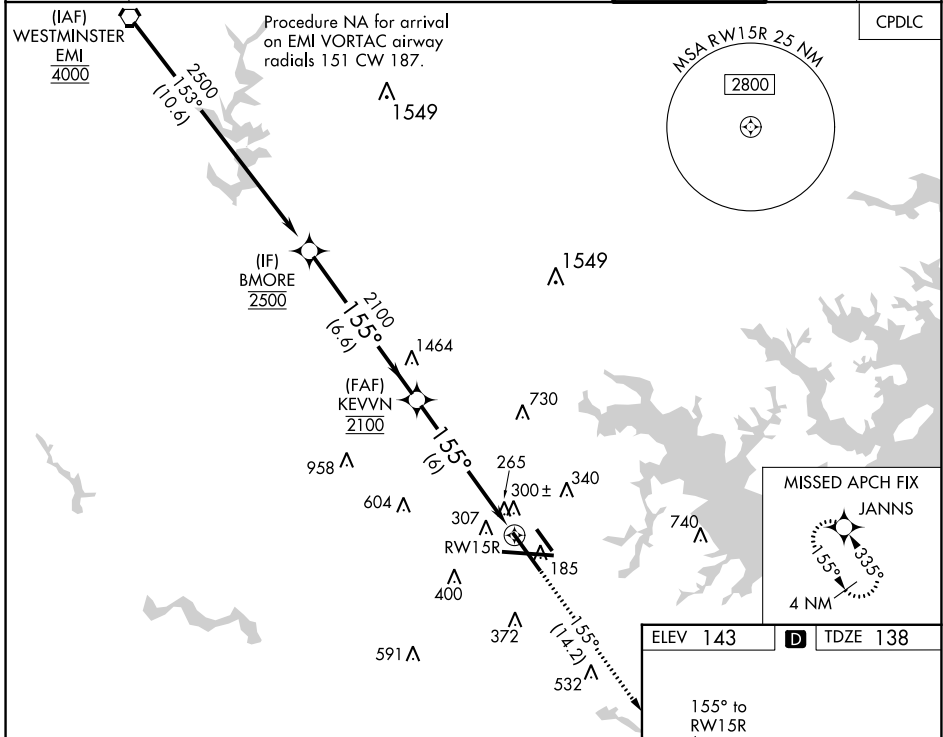 (IAF)
WESTMINSTER
EMI
4000
Procedure NA for arrival
on EMI VORTAC airway
radials 151 CW 187.
CPDLC
MSA RW15R 25 NM
2800
2500
153°
(10.6)
1549
(IF)
BMORE
2500
1549
2100
155°
(6.6)
1464
(FAF)
KEVVN
2100
730
155°
(6)
958
265
300±
340
604
307
RW15R
185
740
400
372
591
155°
(14.2)
532
MISSED APCH FIX
JANNS
155°
335°
4 NM
ELEV 143
D
TDZE 138
155° to
RW15R